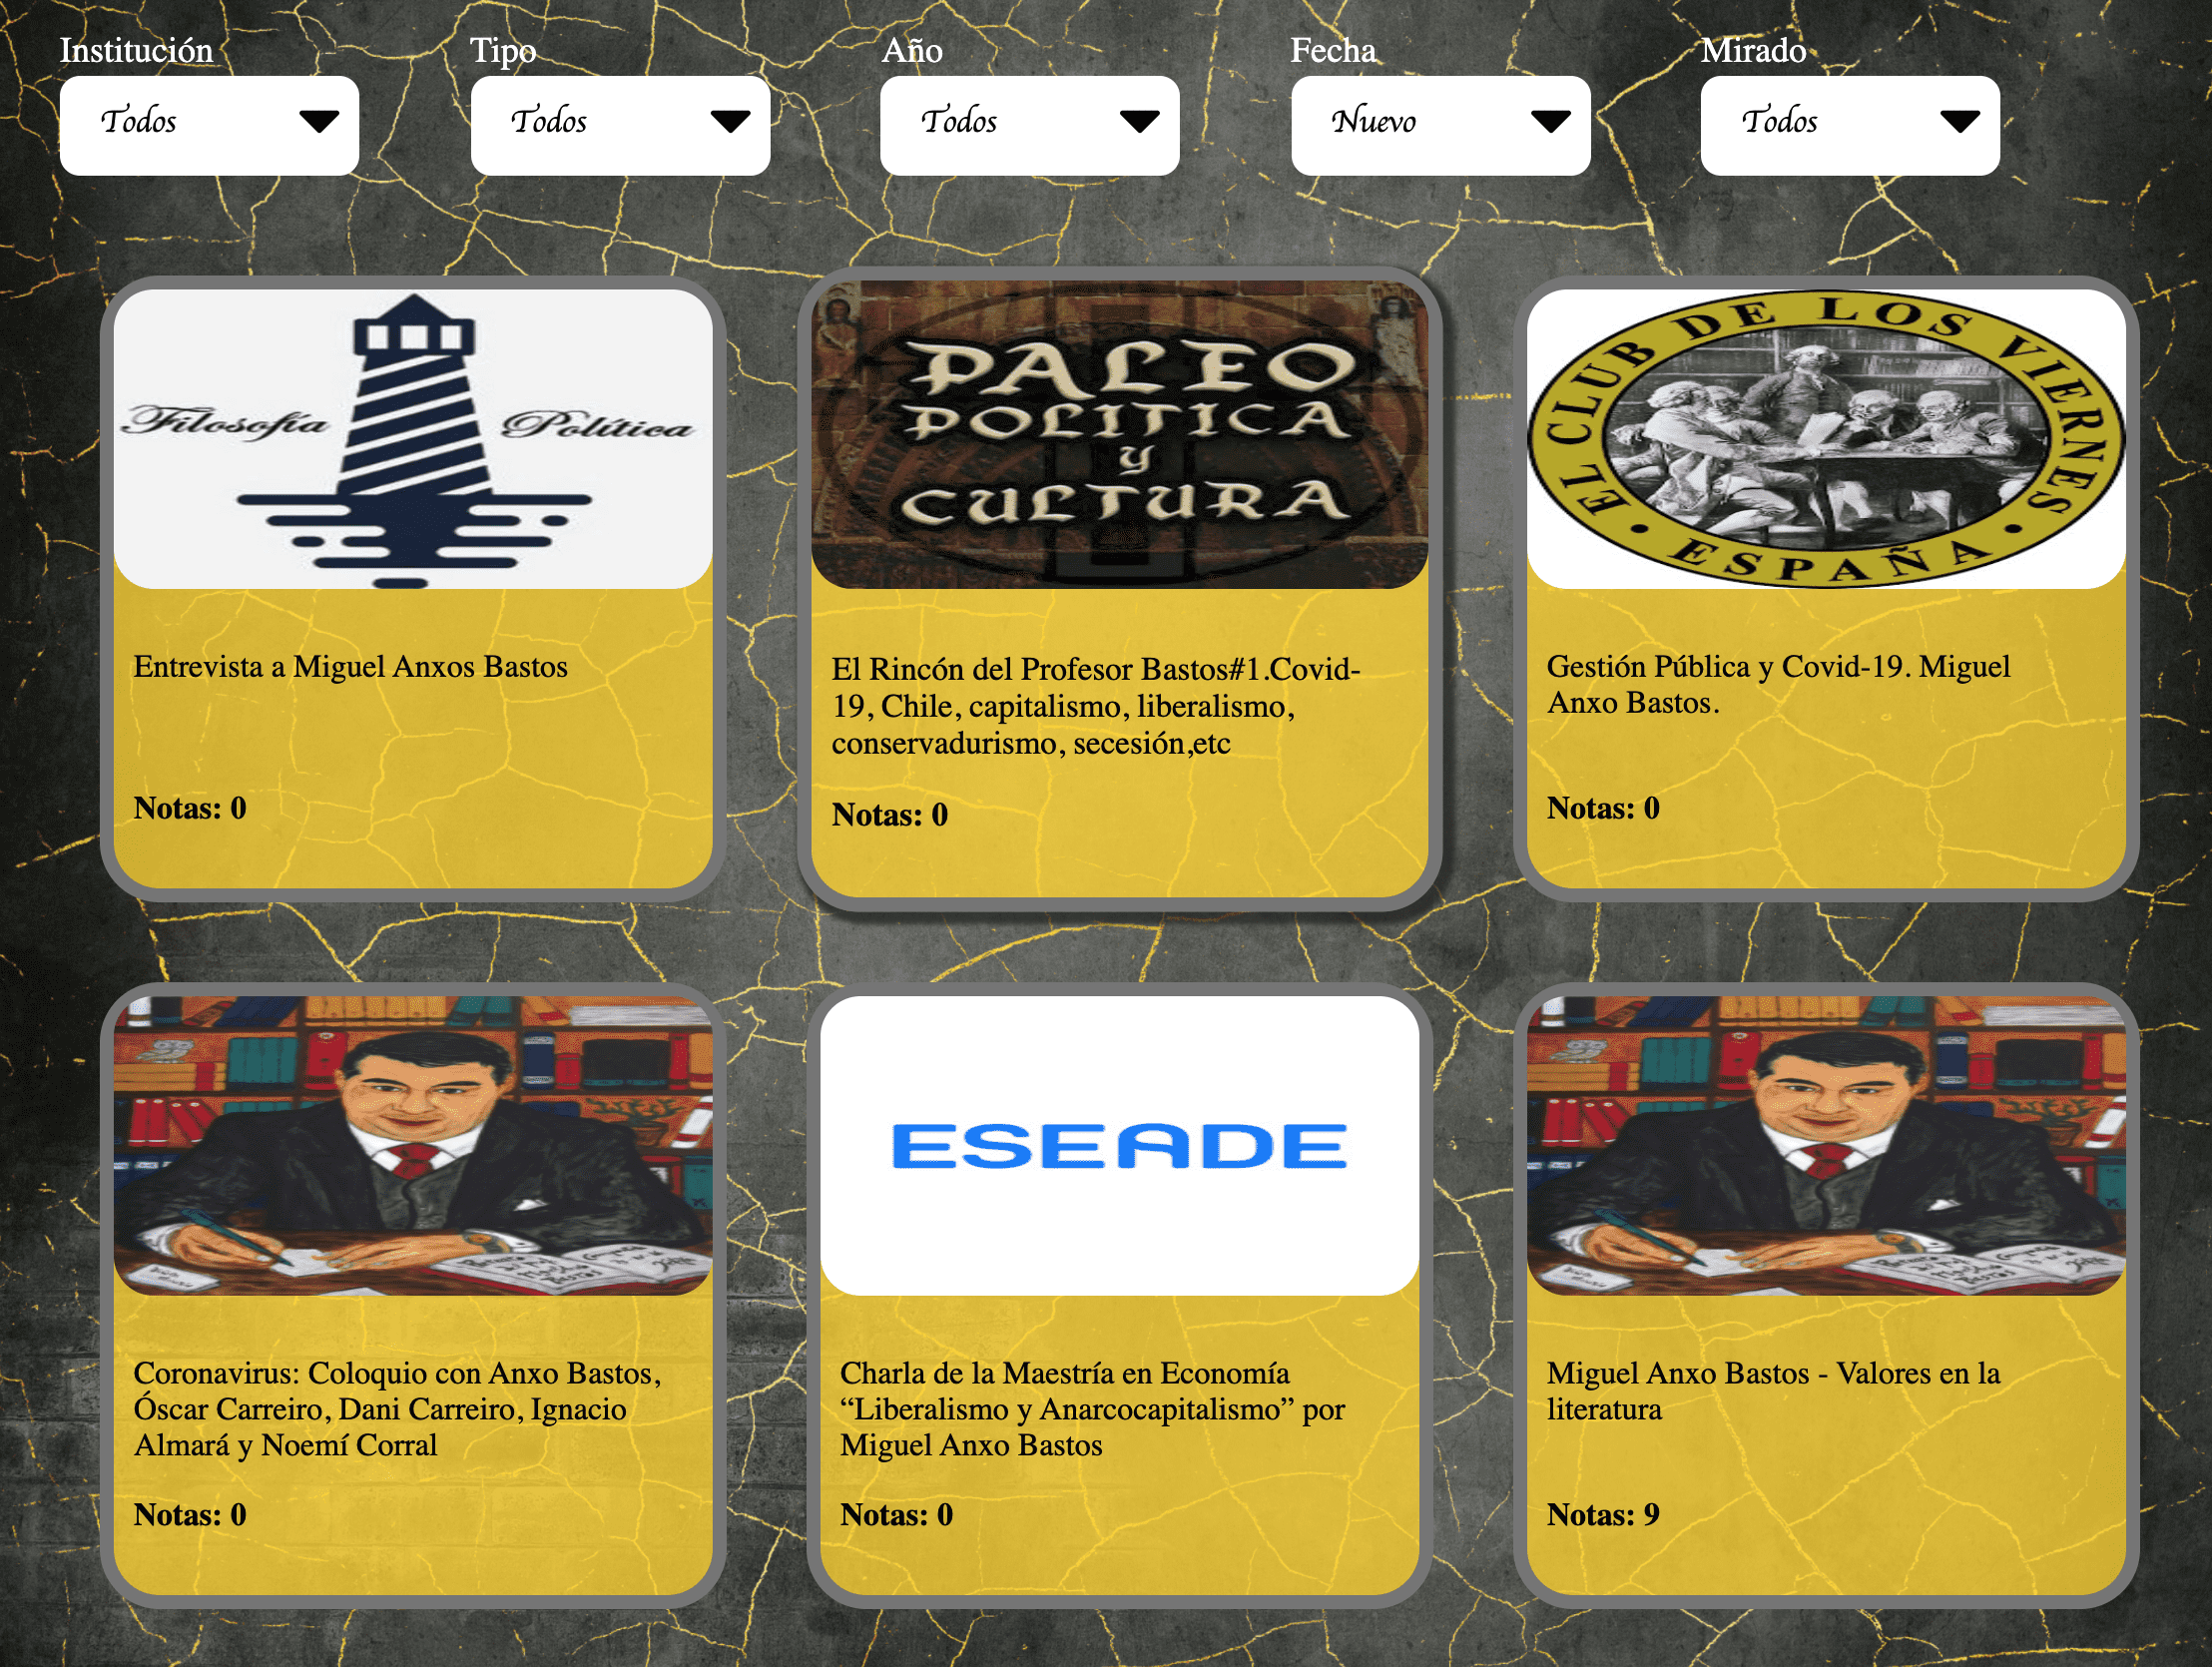 Institución
Tipo
Año
Fecha
Mirado
Todos
Todos
Todos
Nuevo
Todos
Filosofía Política
PALEO
POLITICA
y
CULTURA
EL CLUB DE LOS VIERNES
• ESPAÑA •
Entrevista a Miguel Anxos Bastos
Notas: 0
El Rincón del Profesor Bastos#1.Covid-
19, Chile, capitalismo, liberalismo,
conservadurismo, secesión,etc
Notas: 0
Gestión Pública y Covid-19. Miguel
Anxo Bastos.
Notas: 0
ESEADE
Coronavirus: Coloquio con Anxo Bastos,
Óscar Carreiro, Dani Carreiro, Ignacio
Almará y Noemí Corral
Notas: 0
Charla de la Maestría en Economía
“Liberalismo y Anarcocapitalismo” por
Miguel Anxo Bastos
Notas: 0
Miguel Anxo Bastos - Valores en la
literatura
Notas: 9